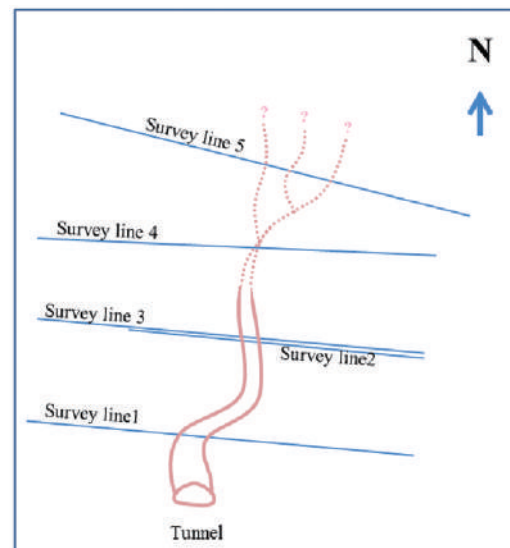 N
? ? ?
Survey line 5
Survey line 4
Survey line 3
Survey line2
Survey line1
Tunnel